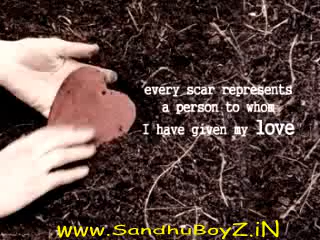 every scar represents
a person to whom
I have given my love
www.SandhuBoyZ.iN